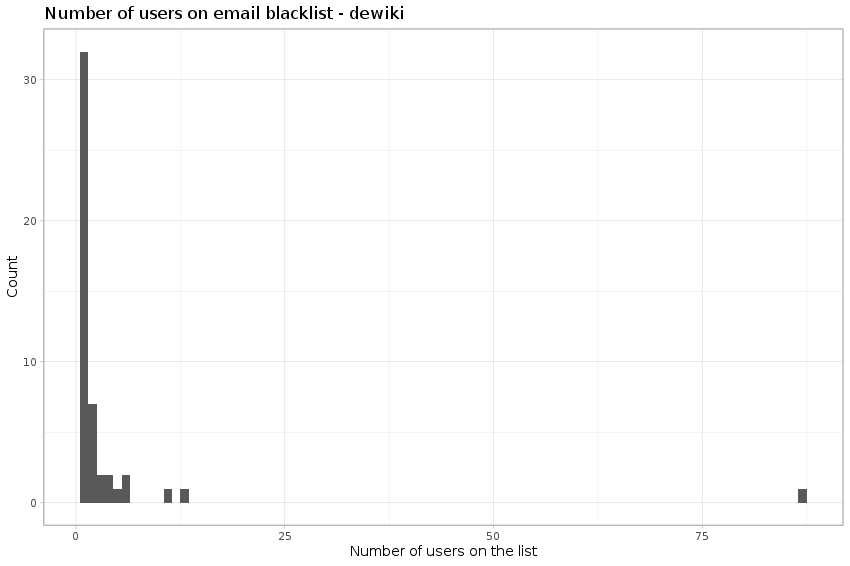 Number of users on email blacklist - dewiki
Count
30
20
10
0
0 25 50 75
Number of users on the list